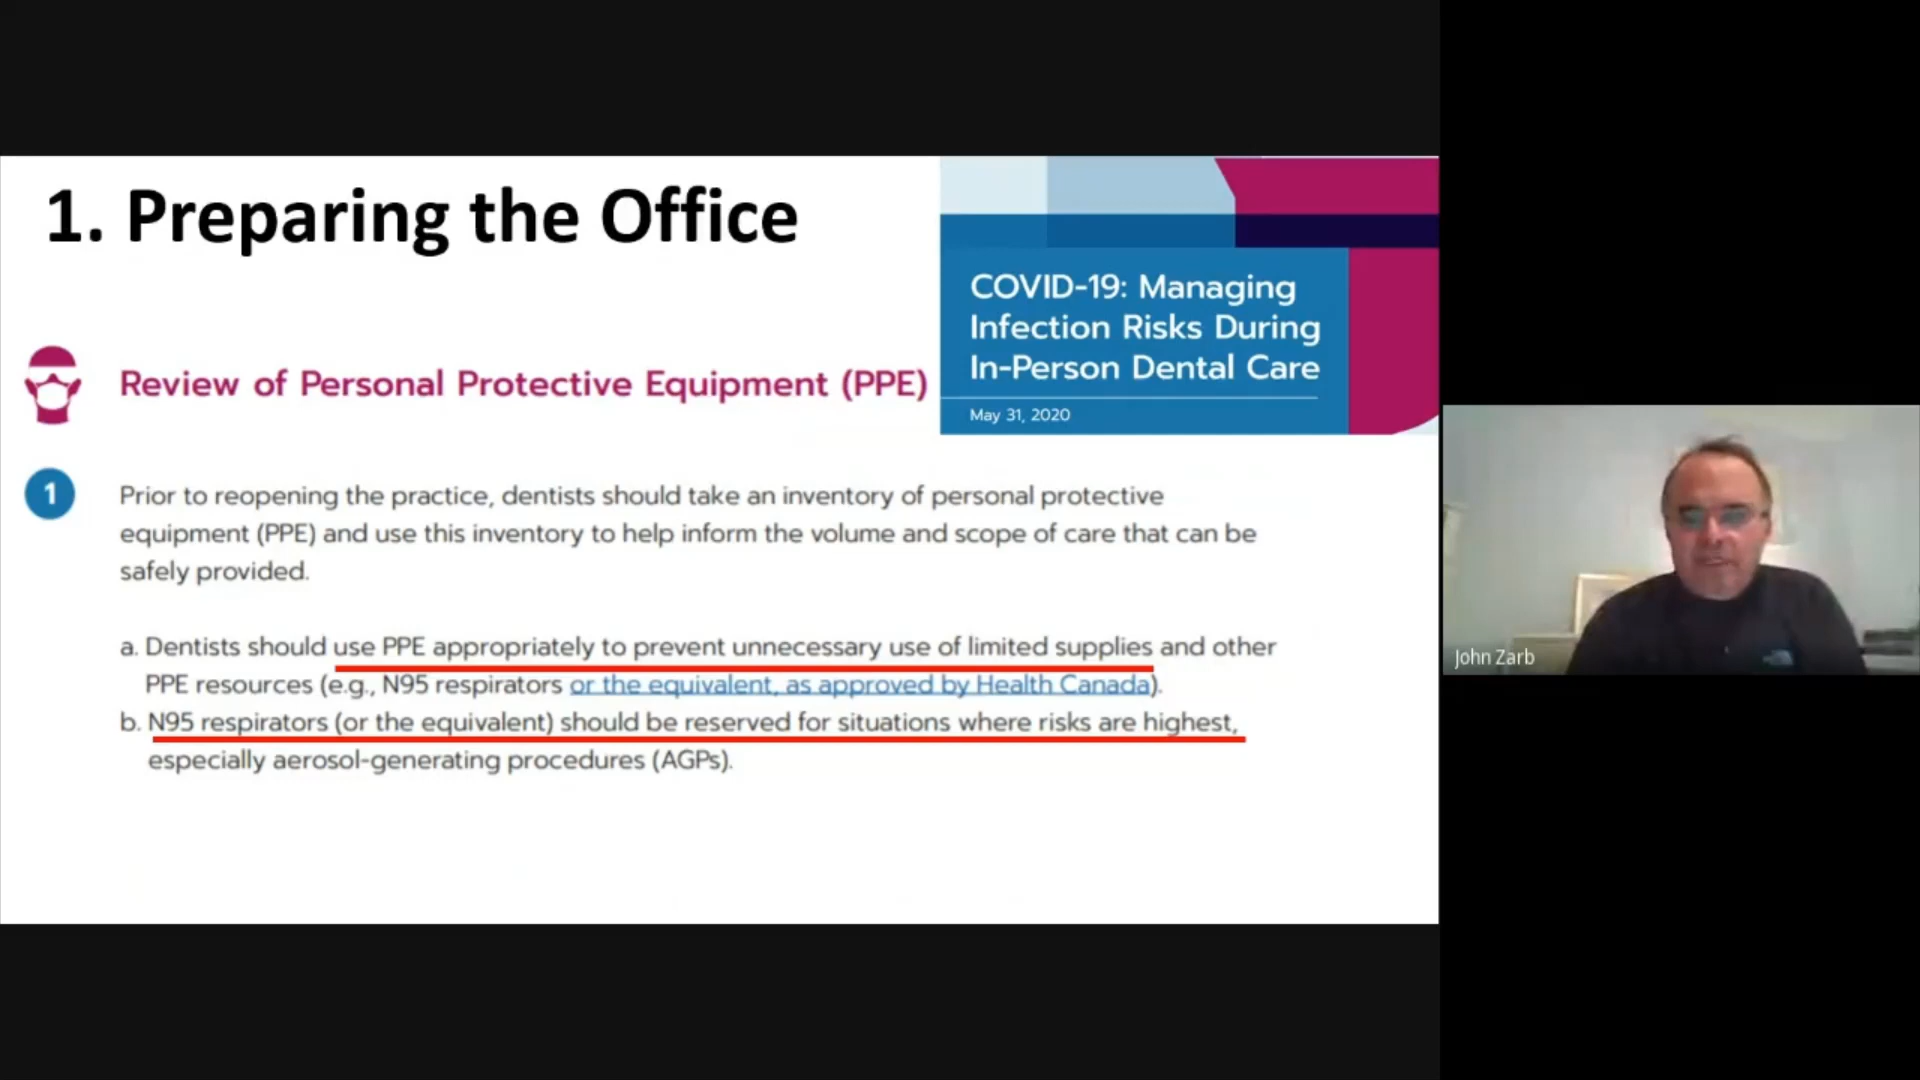 1. Preparing the Office
COVID-19: Managing
Infection Risks During
In-Person Dental Care
May 31, 2020
Review of Personal Protective Equipment (PPE)
1
Prior to reopening the practice, dentists should take an inventory of personal protective
equipment (PPE) and use this inventory to help inform the volume and scope of care that can be
safely provided.
a. Dentists should use PPE appropriately to prevent unnecessary use of limited supplies and other
PPE resources (e.g., N95 respirators or the equivalent, as approved by Health Canada).
b. N95 respirators (or the equivalent) should be reserved for situations where risks are highest,
especially aerosol-generating procedures (AGPs).
John Zarb